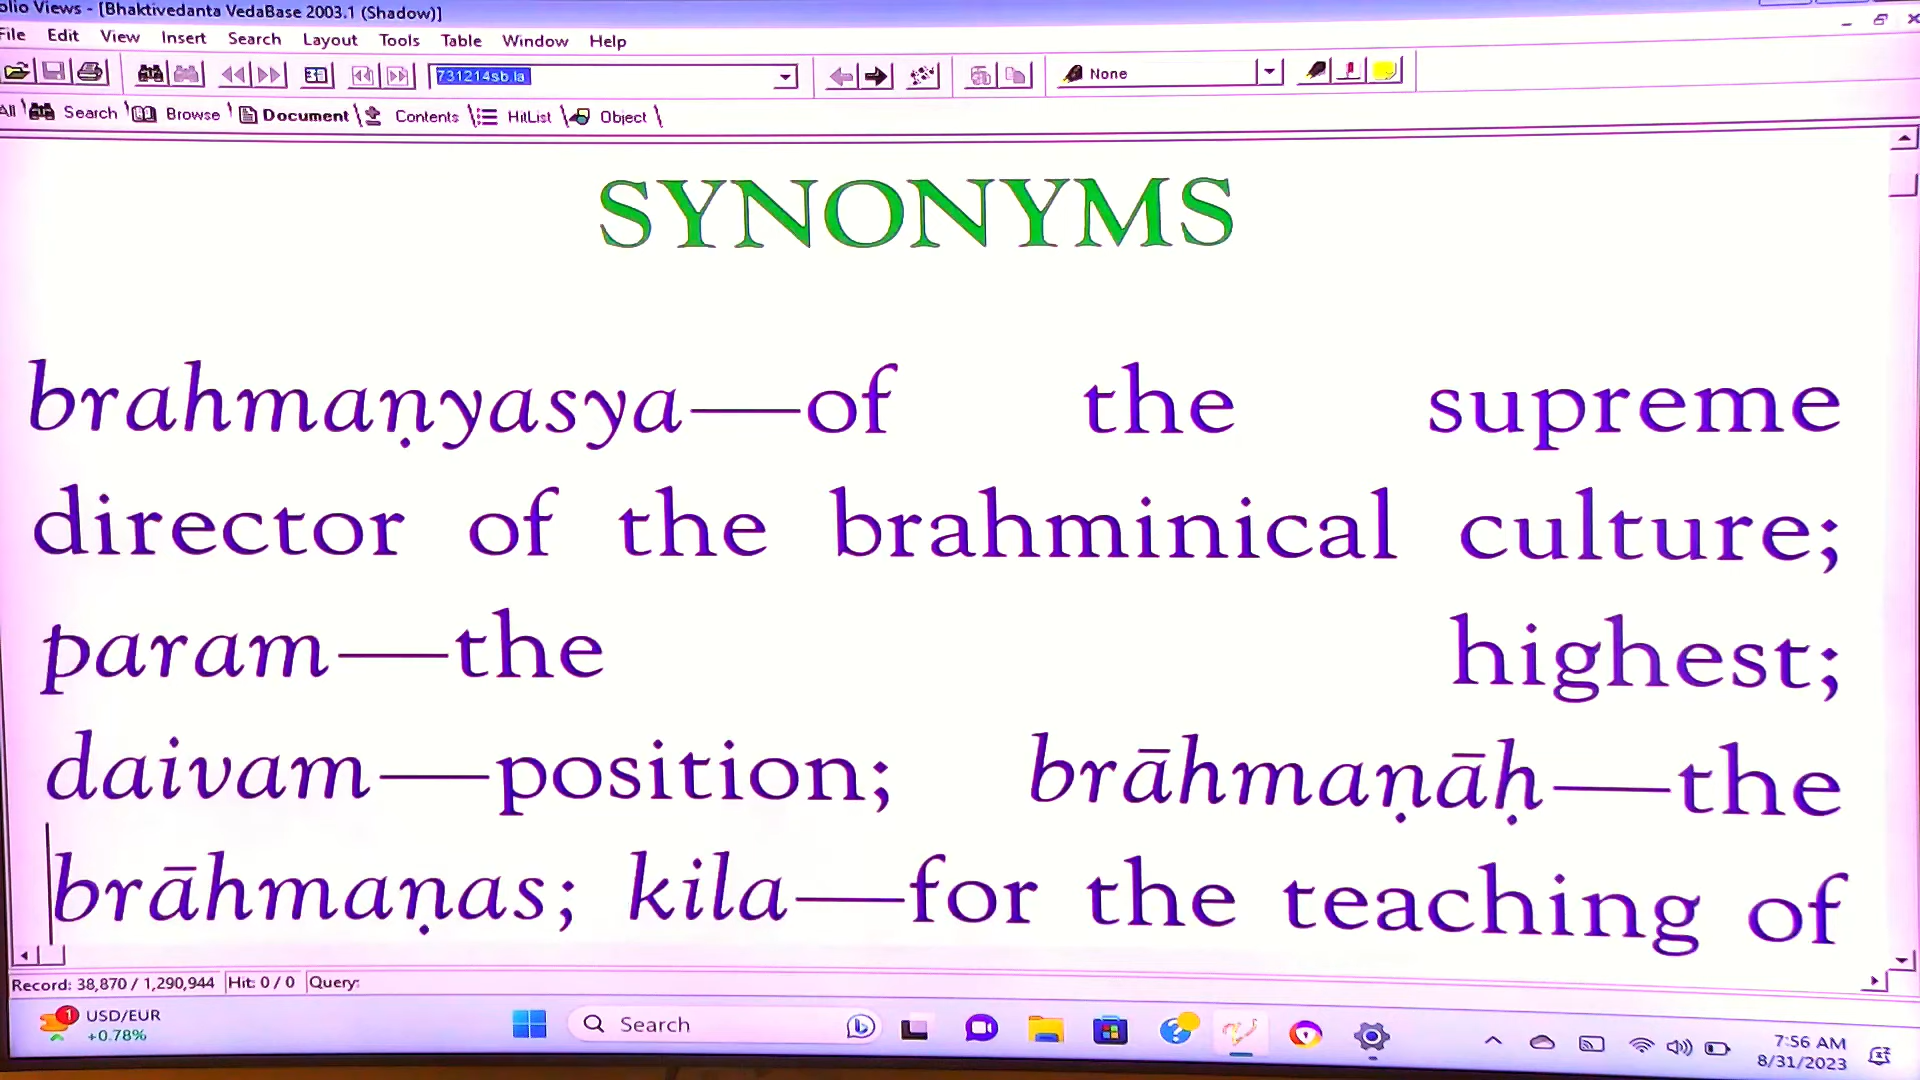 olio Views - [Bhaktivedanta VedaBase 2003.1 (Shadow)]
File Edit View Insert Search Layout Tools Table Window Help
731214sb.la
None
All Search Browse Document Contents HitList Object
SYNONYMS
brahmaṇyasya—of the supreme
director of the brahminical culture;
param—the highest;
daivam—position; brāhmaṇāḥ—the
brāhmaṇas; kila—for the teaching of
Record: 38,870 / 1,290,944 Hit: 0 / 0 Query:
1 USD/EUR
+0.78%
Search
7:56 AM
8/31/2023